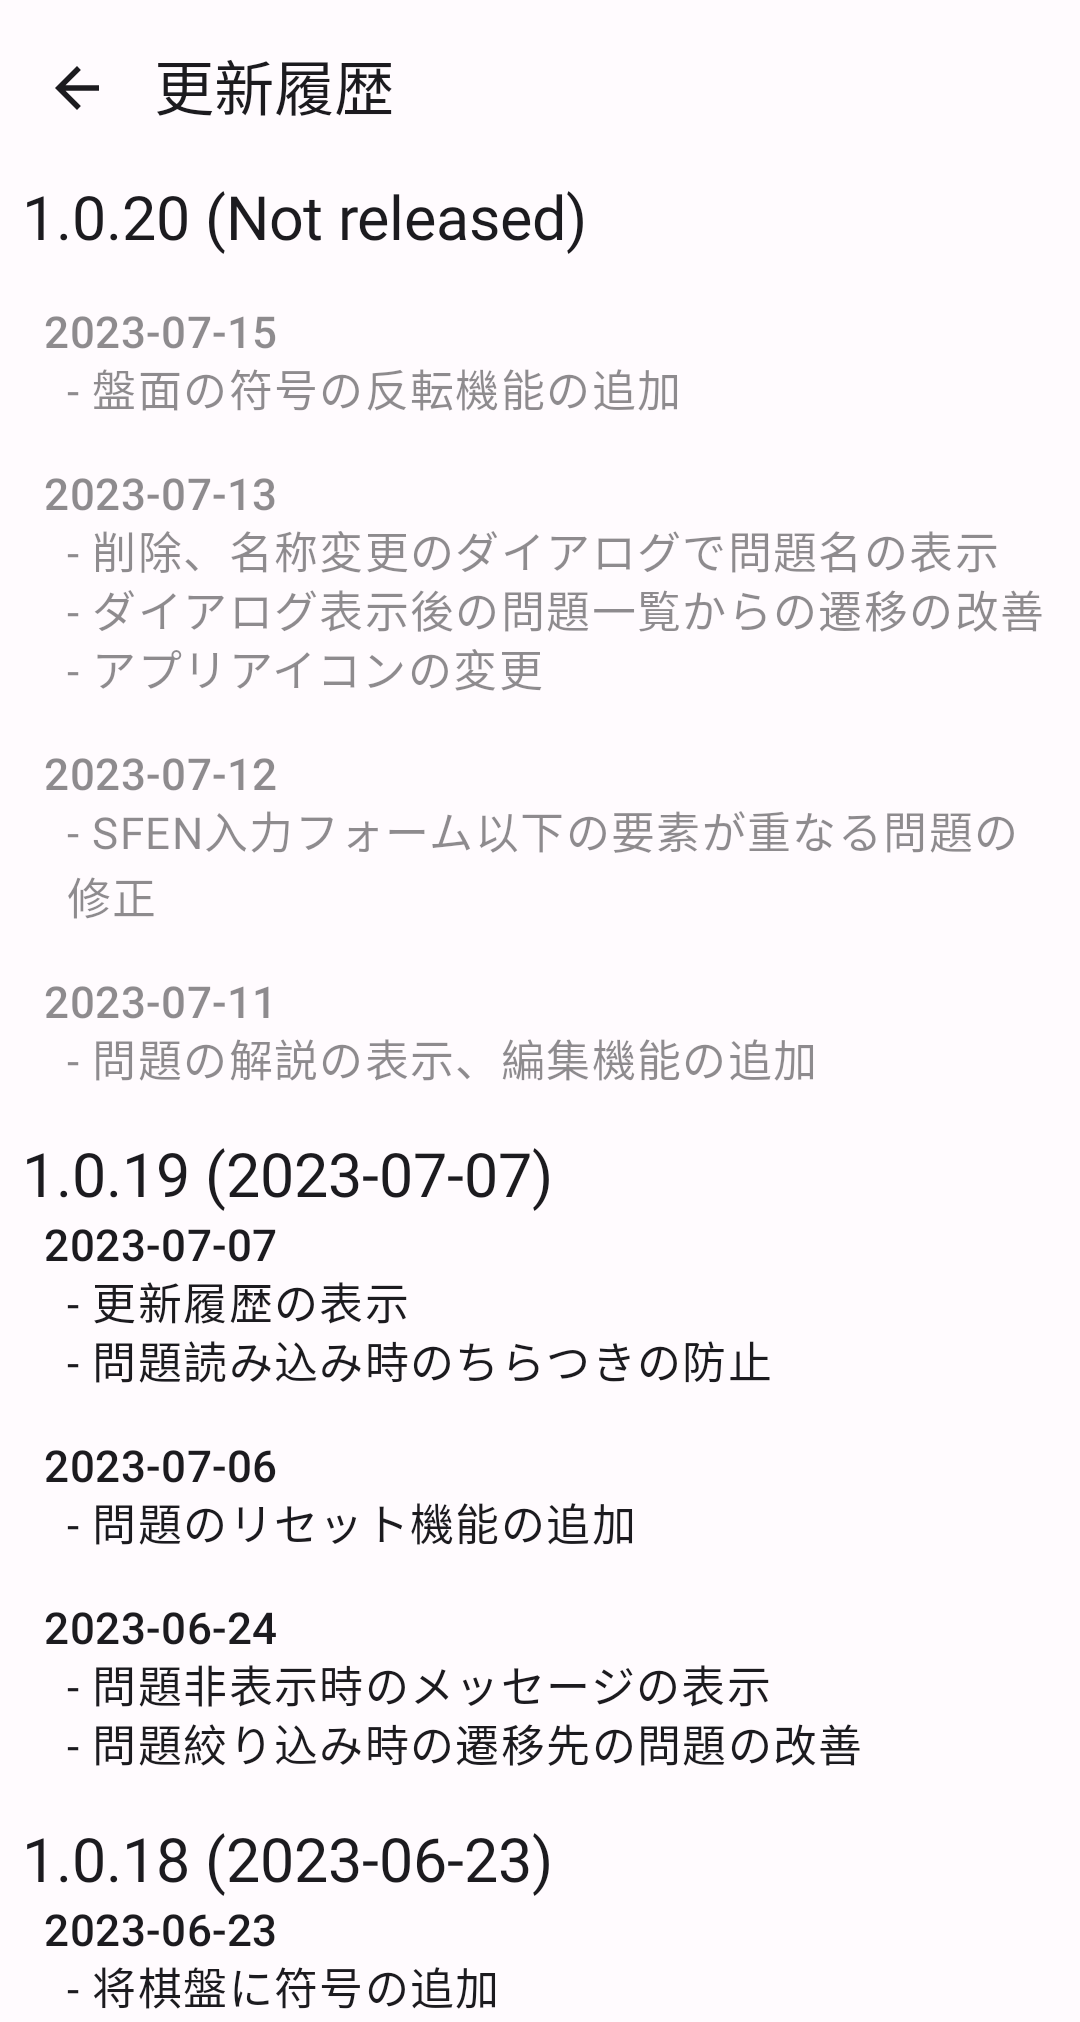 更新履歴
1.0.20 (Not released)
2023-07-15
- 盤面の符号の反転機能の追加
2023-07-13
- 削除、名称変更のダイアログで問題名の表示
- ダイアログ表示後の問題一覧からの遷移の改善
- アプリアイコンの変更
2023-07-12
- SFEN入力フォーム以下の要素が重なる問題の
修正
2023-07-11
- 問題の解説の表示、編集機能の追加
1.0.19 (2023-07-07)
2023-07-07
- 更新履歴の表示
- 問題読み込み時のちらつきの防止
2023-07-06
- 問題のリセット機能の追加
2023-06-24
- 問題非表示時のメッセージの表示
- 問題絞り込み時の遷移先の問題の改善
1.0.18 (2023-06-23)
2023-06-23
- 将棋盤に符号の追加